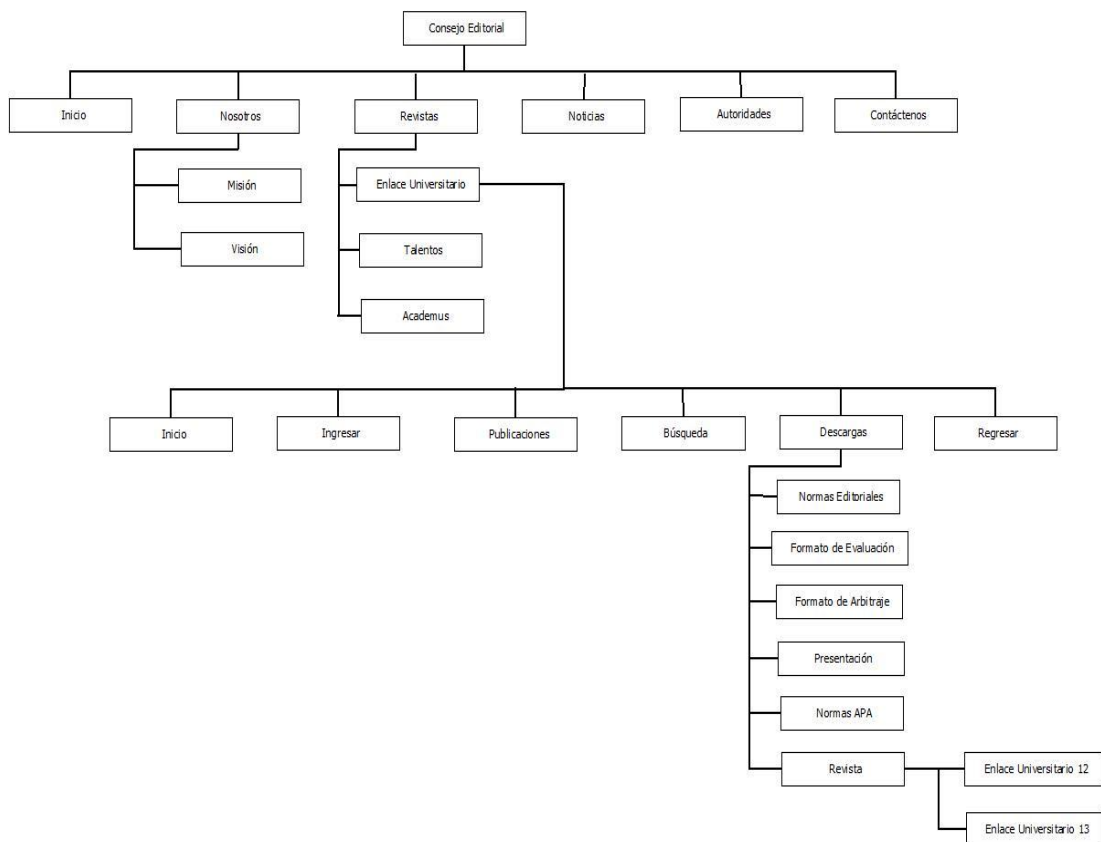 Consejo Editorial
Inicio
Nosotros
Revistas
Noticias
Autoridades
Contáctenos
Misión
Visión
Enlace Universitario
Talentos
Academus
Inicio
Ingresar
Publicaciones
Búsqueda
Descargas
Regresar
Normas Editoriales
Formato de Evaluación
Formato de Arbitraje
Presentación
Normas APA
Revista
Enlace Universitario 12
Enlace Universitario 13